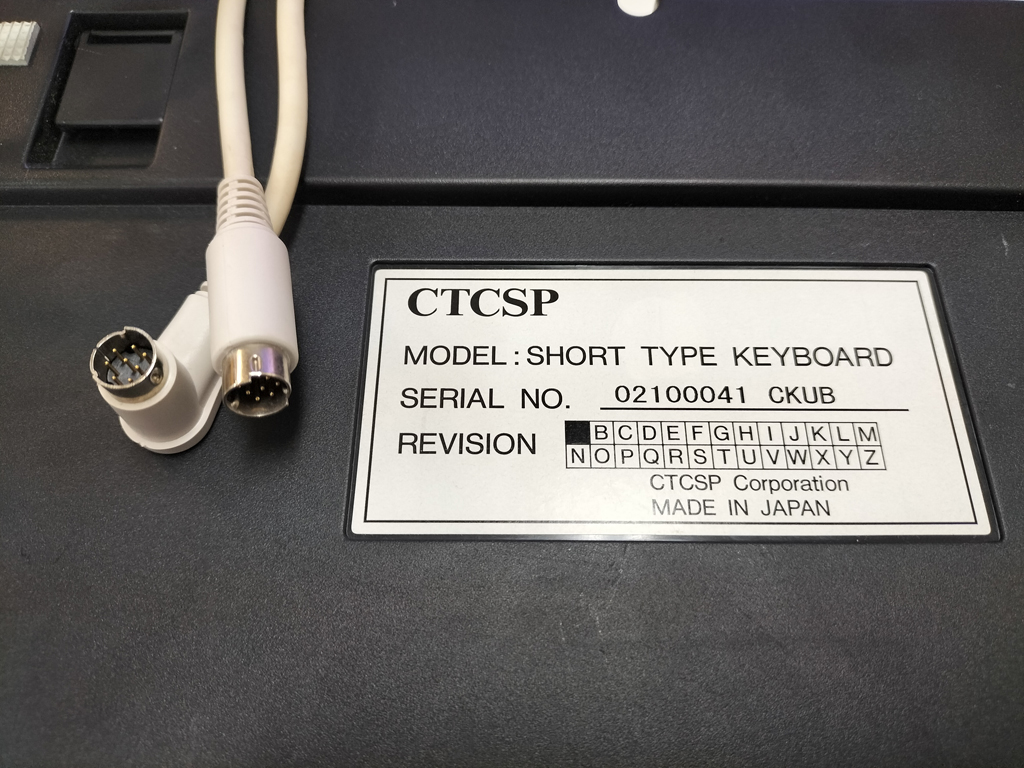 CTCSP
MODEL : SHORT TYPE KEYBOARD
SERIAL NO. 02100041 CKUB
REVISION
B C D E F G H I J K L M
N O P Q R S T U V W X Y Z
CTCSP Corporation
MADE IN JAPAN